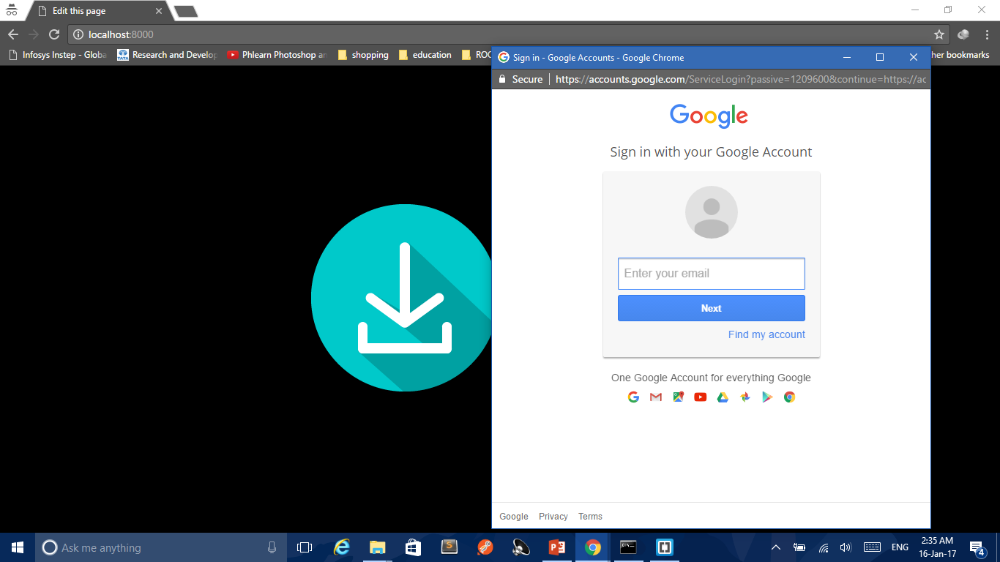 Edit this page
localhost:8000
Infosys Instep - Globa
Research and Develop
Phlearn Photoshop an
shopping
education
ROC
her bookmarks
Sign in - Google Accounts - Google Chrome
Secure
https://accounts.google.com/ServiceLogin?passive=1209600&continue=https://ac
Google
Sign in with your Google Account
Enter your email
Next
Find my account
One Google Account for everything Google
Google Privacy Terms
Ask me anything
ENG
2:35 AM
16-Jan-17
4